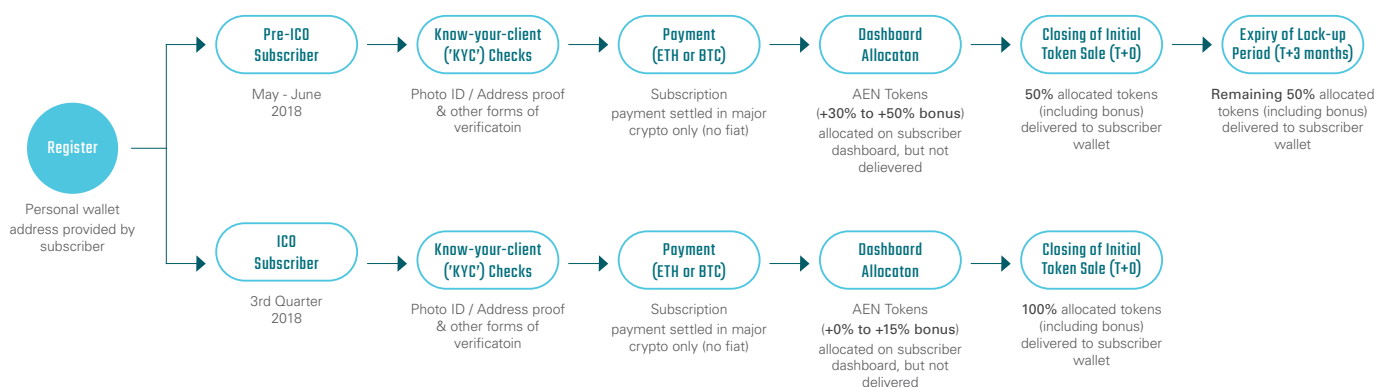 Register
Personal wallet
address provided by
subscriber
Pre-ICO
Subscriber
May - June
2018
Know-your-client
('KYC') Checks
Photo ID / Address proof
& other forms of
verificatoin
Payment
(ETH or BTC)
Subscription
payment settled in major
crypto only (no fiat)
Dashboard
Allocaton
AEN Tokens
(+30% to +50% bonus)
allocated on subscriber
dashboard, but not
delievered
Closing of Initial
Token Sale (T+0)
50% allocated tokens
(including bonus)
delivered to subscriber
wallet
Expiry of Lock-up
Period (T+3 months)
Remaining 50% allocated
tokens (including bonus)
delivered to subscriber
wallet
ICO
Subscriber
3rd Quarter
2018
Know-your-client
('KYC') Checks
Photo ID / Address proof
& other forms of
verificatoin
Payment
(ETH or BTC)
Subscription
payment settled in major
crypto only (no fiat)
Dashboard
Allocaton
AEN Tokens
(+0% to +15% bonus)
allocated on subscriber
dashboard, but not
delivered
Closing of Initial
Token Sale (T+0)
100% allocated tokens
(including bonus)
delivered to subscriber
wallet